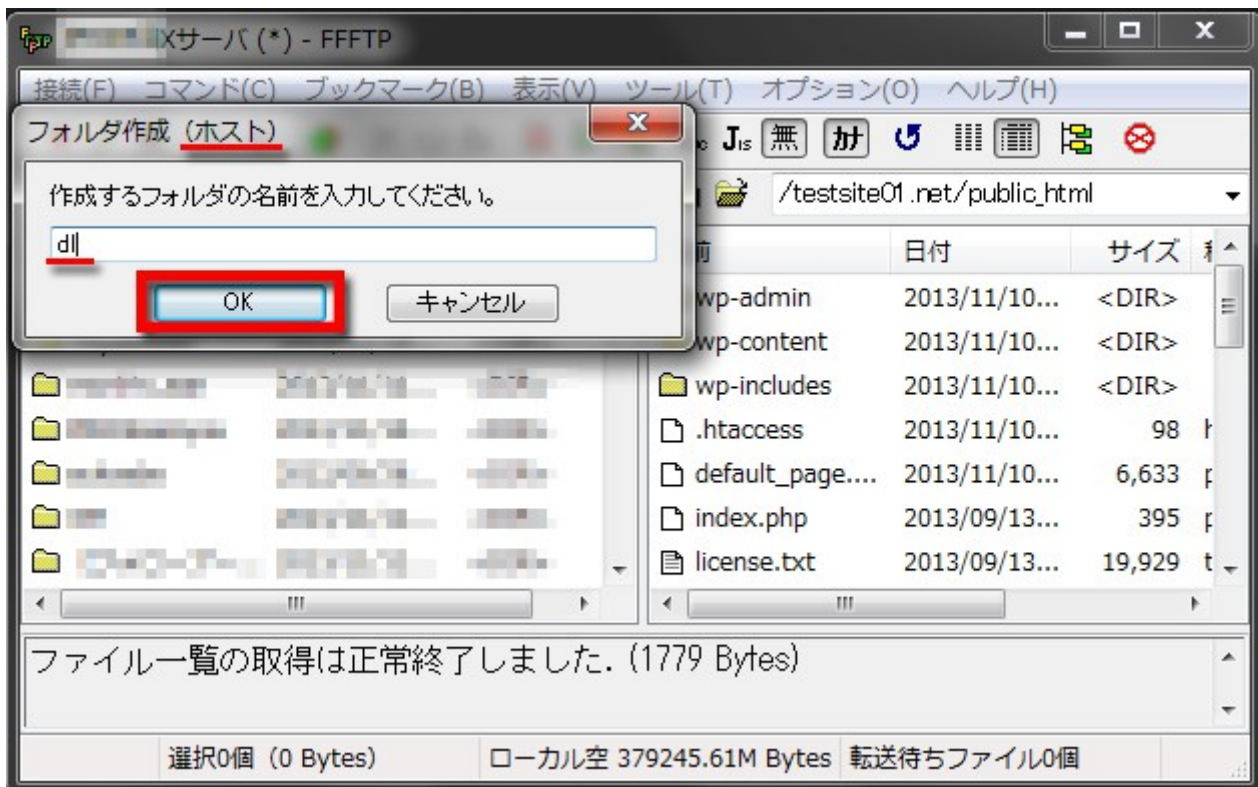 Xサーバ (*) - FFFTP
接続(F) コマンド(C) ブックマーク(B) 表示(V) ツール(T) オプション(O) ヘルプ(H)
フォルダ作成（ホスト）
JIS 無 カナ
作成するフォルダの名前を入力してください。
/testsite01.net/public_html
dl
前 日付 サイズ
OK キャンセル
wp-admin 2013/11/10... <DIR>
wp-content 2013/11/10... <DIR>
wp-includes 2013/11/10... <DIR>
.htaccess 2013/11/10... 98
default_page.... 2013/11/10... 6,633
index.php 2013/09/13... 395
license.txt 2013/09/13... 19,929
ファイル一覧の取得は正常終了しました. (1779 Bytes)
選択0個（0 Bytes） ローカル空 379245.61M Bytes 転送待ちファイル0個